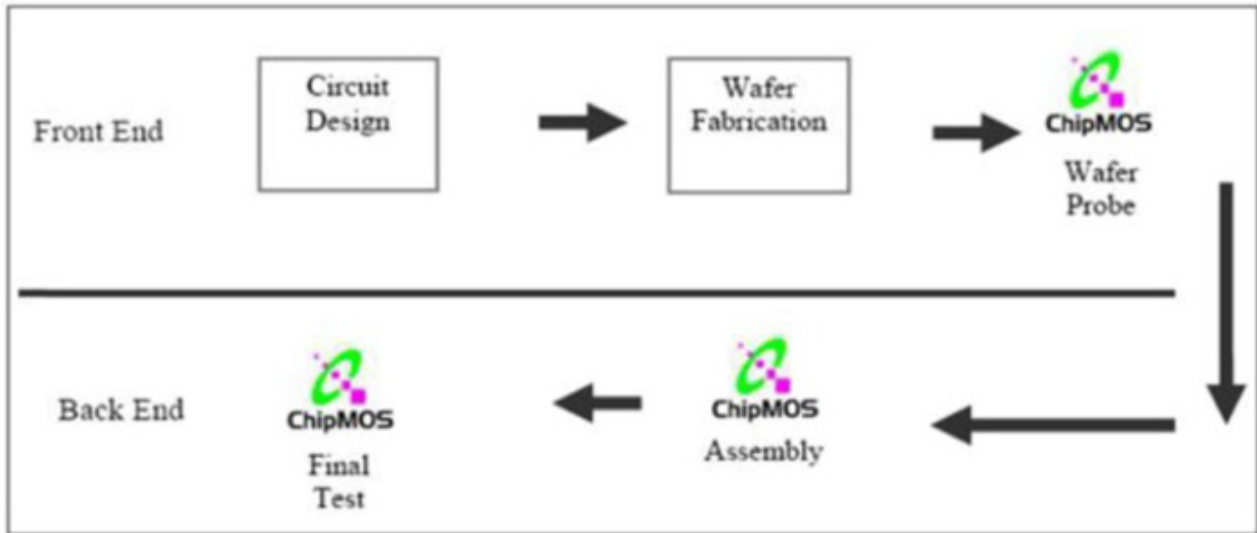 Front End
Circuit
Design
Wafer
Fabrication
ChipMOS
Wafer
Probe
Back End
ChipMOS
Final
Test
ChipMOS
Assembly